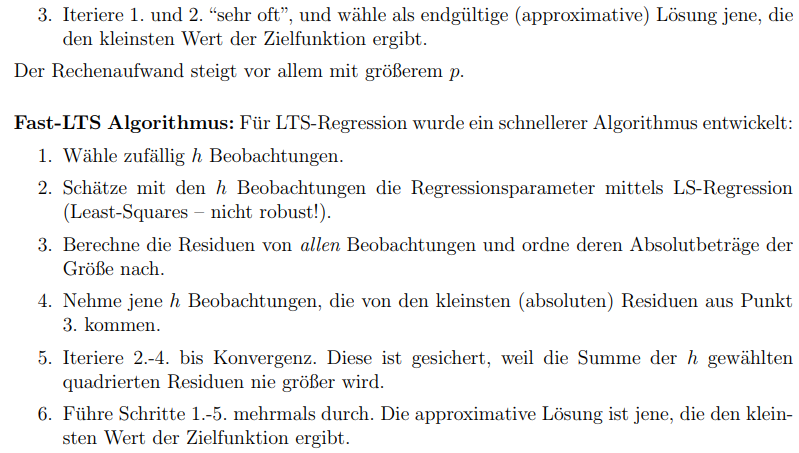 3. Iteriere 1. und 2. “sehr oft”, und wähle als endgültige (approximative) Lösung jene, die
den kleinsten Wert der Zielfunktion ergibt.
Der Rechenaufwand steigt vor allem mit größerem p.
Fast-LTS Algorithmus: Für LTS-Regression wurde ein schnellerer Algorithmus entwickelt:
1. Wähle zufällig h Beobachtungen.
2. Schätze mit den h Beobachtungen die Regressionsparameter mittels LS-Regression
(Least-Squares – nicht robust!).
3. Berechne die Residuen von allen Beobachtungen und ordne deren Absolutbeträge der
Größe nach.
4. Nehme jene h Beobachtungen, die von den kleinsten (absoluten) Residuen aus Punkt
3. kommen.
5. Iteriere 2.-4. bis Konvergenz. Diese ist gesichert, weil die Summe der h gewählten
quadrierten Residuen nie größer wird.
6. Führe Schritte 1.-5. mehrmals durch. Die approximative Lösung ist jene, die den klein-
sten Wert der Zielfunktion ergibt.